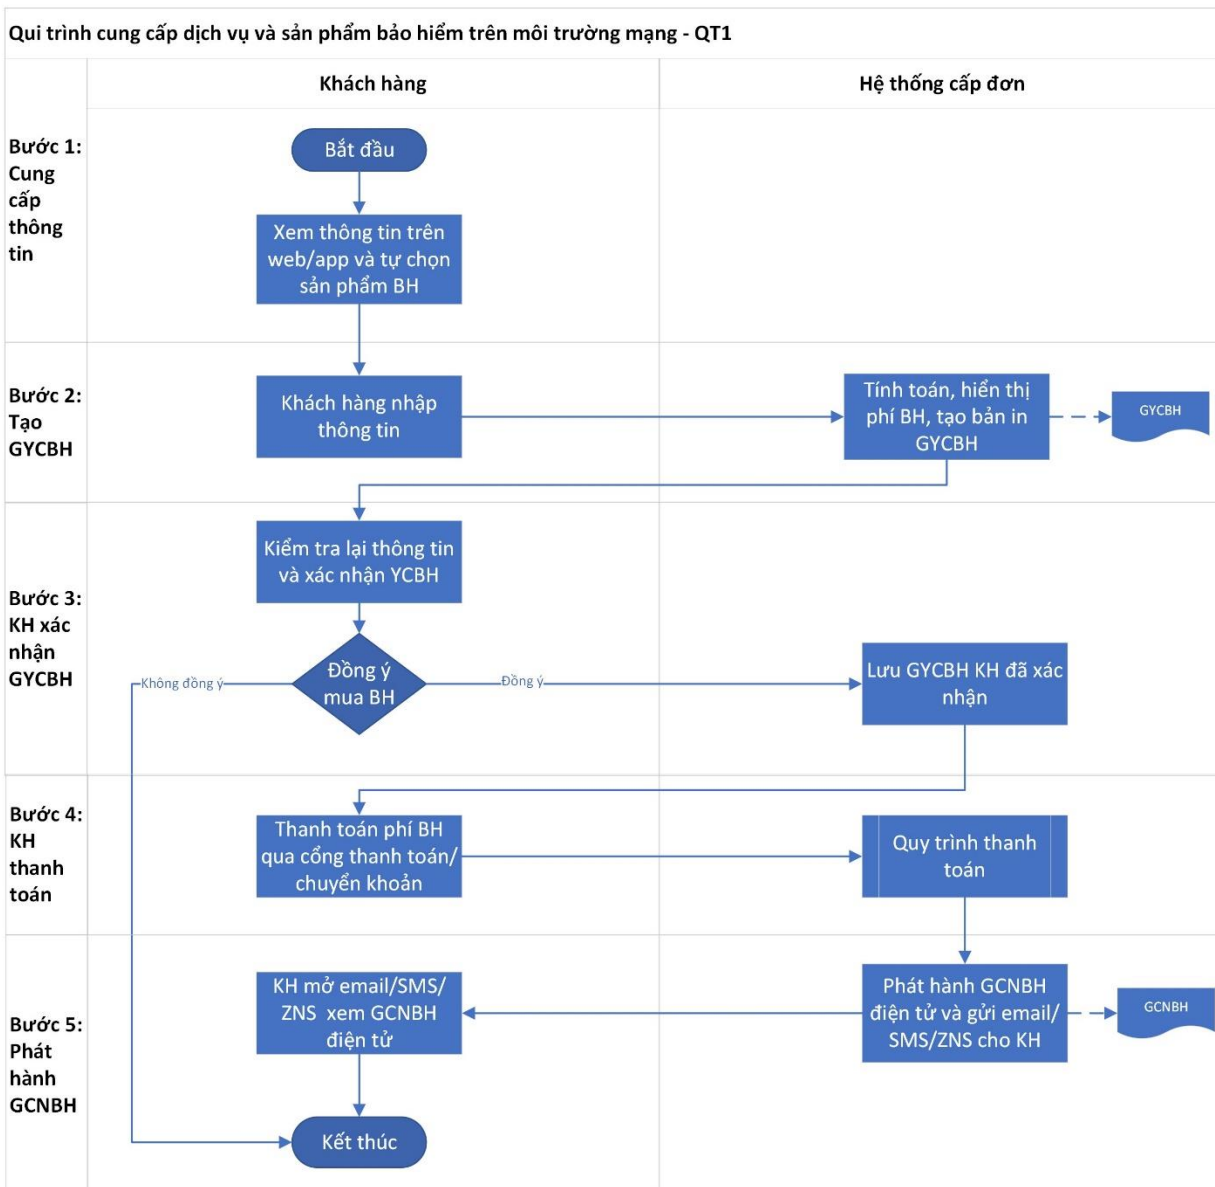 Qui trình cung cấp dịch vụ và sản phẩm bảo hiểm trên môi trường mạng - QT1
Khách hàng
Hệ thống cấp đơn
Bước 1:
Cung
cấp
thông
tin
Bắt đầu
Xem thông tin trên
web/app và tự chọn
sản phẩm BH
Bước 2:
Tạo
GYCBH
Khách hàng nhập
thông tin
Tính toán, hiển thị
phí BH, tạo bản in
GYCBH
GYCBH
Bước 3:
KH xác
nhận
GYCBH
Kiểm tra lại thông tin
và xác nhận YCBH
Đồng ý
mua BH
Không đồng ý
Đồng ý
Lưu GYCBH KH đã xác
nhận
Bước 4:
KH
thanh
toán
Thanh toán phí BH
qua cổng thanh toán/
chuyển khoản
Quy trình thanh
toán
Bước 5:
Phát
hành
GCNBH
KH mở email/SMS/
ZNS xem GCNBH
điện tử
Phát hành GCNBH
điện tử và gửi email/
SMS/ZNS cho KH
GCNBH
Kết thúc